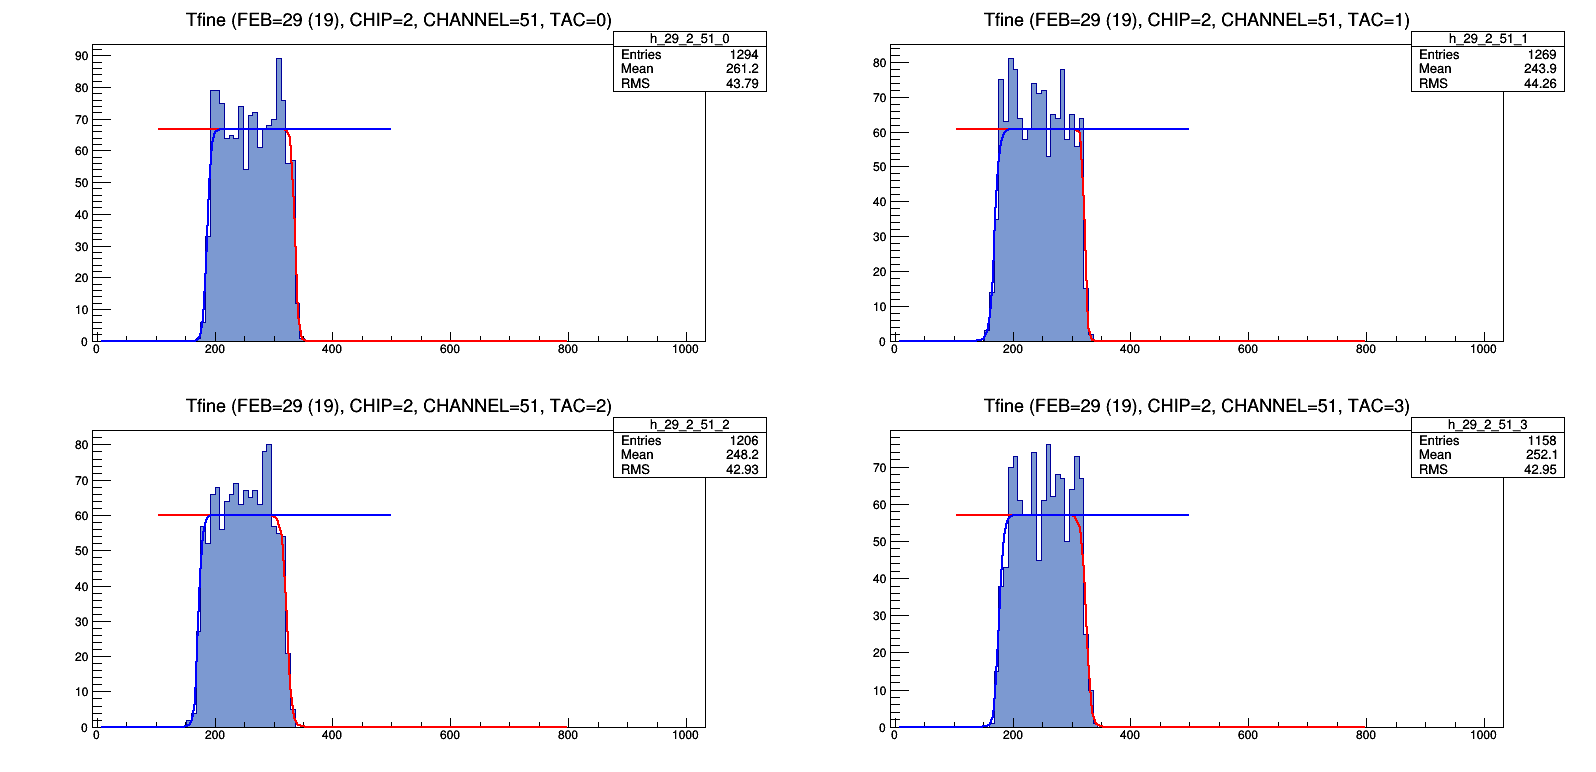 Tfine (FEB=29 (19), CHIP=2, CHANNEL=51, TAC=0)
h_29_2_51_0
Entries 1294
Mean 261.2
RMS 43.79
90
80
70
60
50
40
30
20
10
0
0 200 400 600 800 1000
Tfine (FEB=29 (19), CHIP=2, CHANNEL=51, TAC=1)
h_29_2_51_1
Entries 1269
Mean 243.9
RMS 44.26
80
70
60
50
40
30
20
10
0
0 200 400 600 800 1000
Tfine (FEB=29 (19), CHIP=2, CHANNEL=51, TAC=2)
h_29_2_51_2
Entries 1206
Mean 248.2
RMS 42.93
80
70
60
50
40
30
20
10
0
0 200 400 600 800 1000
Tfine (FEB=29 (19), CHIP=2, CHANNEL=51, TAC=3)
h_29_2_51_3
Entries 1158
Mean 252.1
RMS 42.95
70
60
50
40
30
20
10
0
0 200 400 600 800 1000